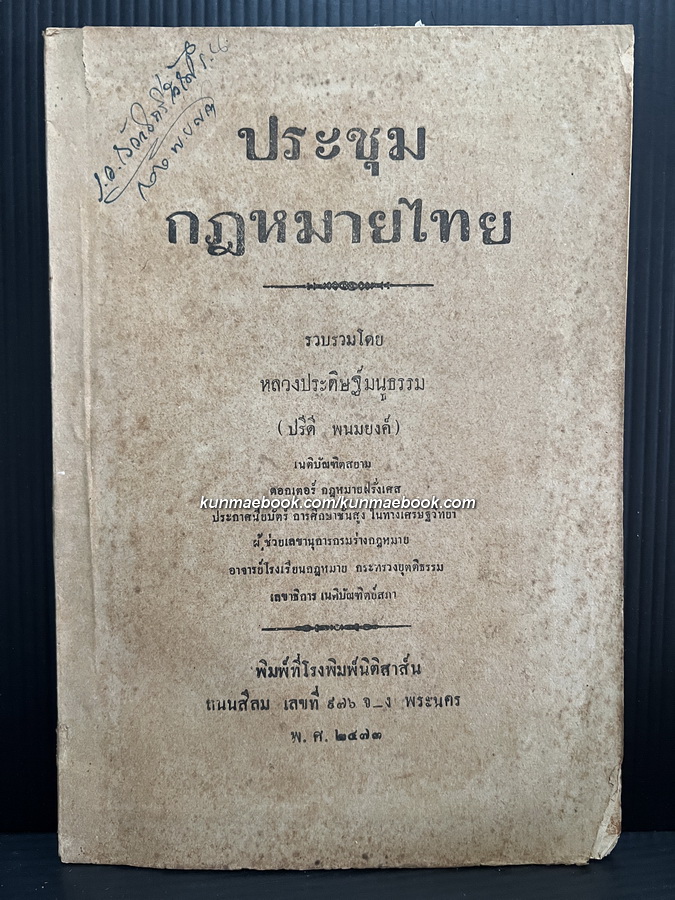 ประชุม
กฎหมายไทย
รวบรวมโดย
หลวงประดิษฐ์มนูธรรม
(ปรีดี พนมยงค์)
เนติบัณฑิตสยาม
ดอกเตอร์ กฎหมายฝรั่งเศส
kunmaebook.com/kunmaebook.com
ประกาศนียบัตร์ การศึกษาชั้นสูง ในทางเศรษฐวิทยา
ผู้ช่วยเลขานุการกรมร่างกฎหมาย
อาจารย์โรงเรียนกฎหมาย กระทรวงยุตติธรรม
เลขาธิการ เนติบัณฑิตย์สภา
พิมพ์ที่โรงพิมพ์นิติสาส์น
ถนนสีลม เลขที่ ๙๗๖ จ_ง พระนคร
พ. ศ. ๒๔๗๓